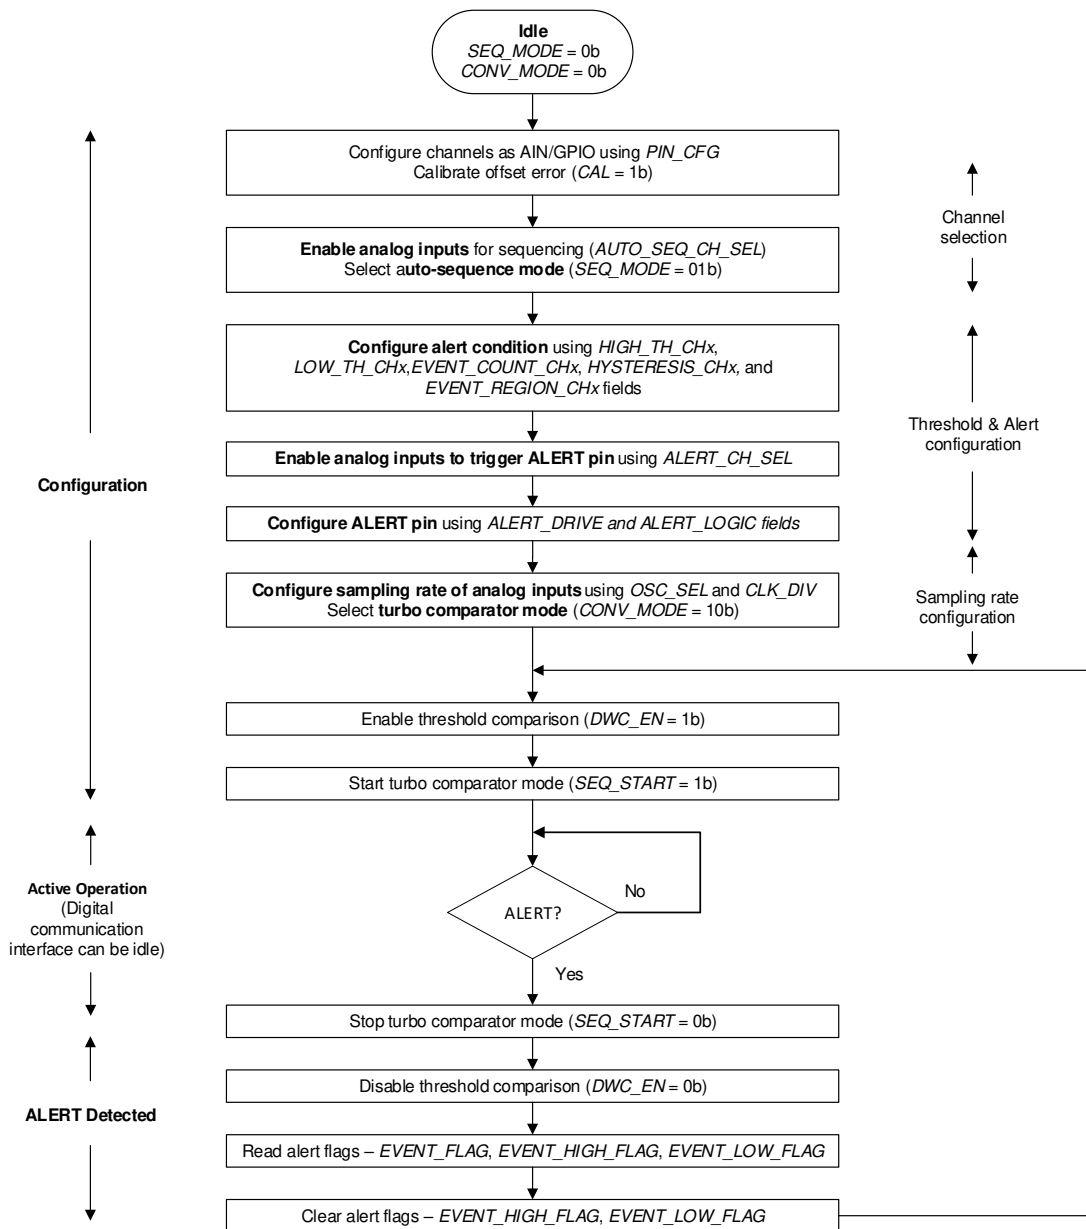 Idle
SEQ_MODE = 0b
CONV_MODE = 0b
Configure channels as AIN/GPIO using PIN_CFG
Calibrate offset error (CAL = 1b)
Channel
selection
Enable analog inputs for sequencing (AUTO_SEQ_CH_SEL)
Select auto-sequence mode (SEQ_MODE = 01b)
Configure alert condition using HIGH_TH_CHx,
LOW_TH_CHx,EVENT_COUNT_CHx, HYSTERESIS_CHx, and
EVENT_REGION_CHx fields
Threshold & Alert
configuration
Enable analog inputs to trigger ALERT pin using ALERT_CH_SEL
Configuration
Configure ALERT pin using ALERT_DRIVE and ALERT_LOGIC fields
Configure sampling rate of analog inputs using OSC_SEL and CLK_DIV
Select turbo comparator mode (CONV_MODE = 10b)
Sampling rate
configuration
Enable threshold comparison (DWC_EN = 1b)
Start turbo comparator mode (SEQ_START = 1b)
Active Operation
(Digital
communication
interface can be idle)
No
ALERT?
Yes
Stop turbo comparator mode (SEQ_START = 0b)
Disable threshold comparison (DWC_EN = 0b)
ALERT Detected
Read alert flags – EVENT_FLAG, EVENT_HIGH_FLAG, EVENT_LOW_FLAG
Clear alert flags – EVENT_HIGH_FLAG, EVENT_LOW_FLAG